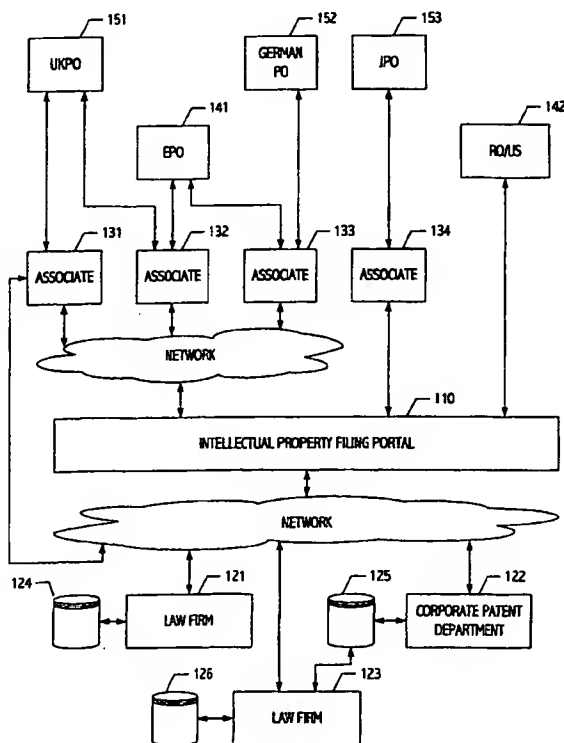 151
UKPO
152
GERMAN
PO
153
JPO
141
EPO
142
RO/US
131
ASSOCIATE
132
ASSOCIATE
133
ASSOCIATE
134
ASSOCIATE
NETWORK
110
INTELLECTUAL PROPERTY FILING PORTAL
NETWORK
124
121
LAW FIRM
125
122
CORPORATE PATENT
DEPARTMENT
126
123
LAW FIRM